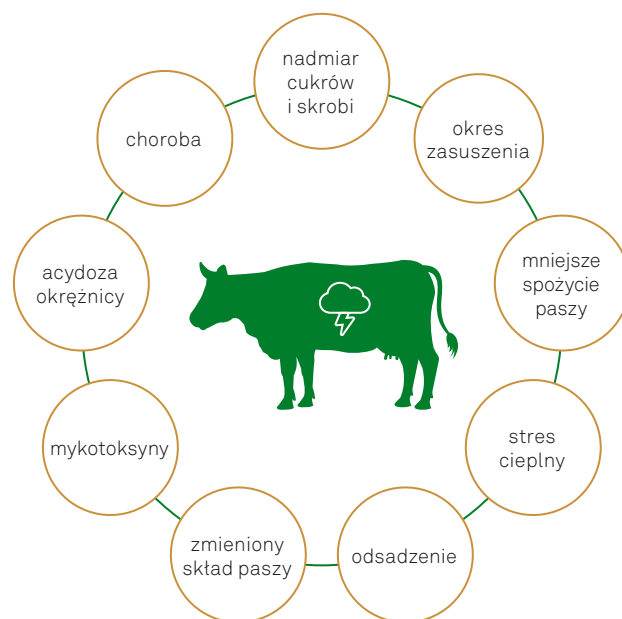 nadmiar
cukrów
i skrobi
okres
zasuszenia
mniejsze
spożycie
paszy
stres
cieplny
odsadzenie
zmieniony
skład paszy
mykotoksyny
acydoza
okrężnicy
choroba